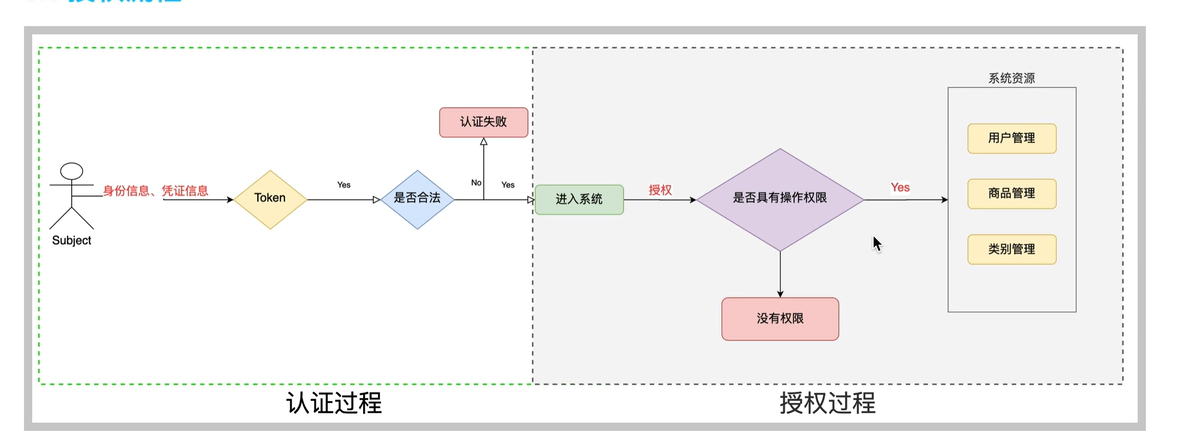 系统资源
认证失败
用户管理
身份信息、凭证信息
Token
Yes
是否合法
No
Yes
进入系统
授权
是否具有操作权限
Yes
商品管理
类别管理
Subject
没有权限
认证过程
授权过程